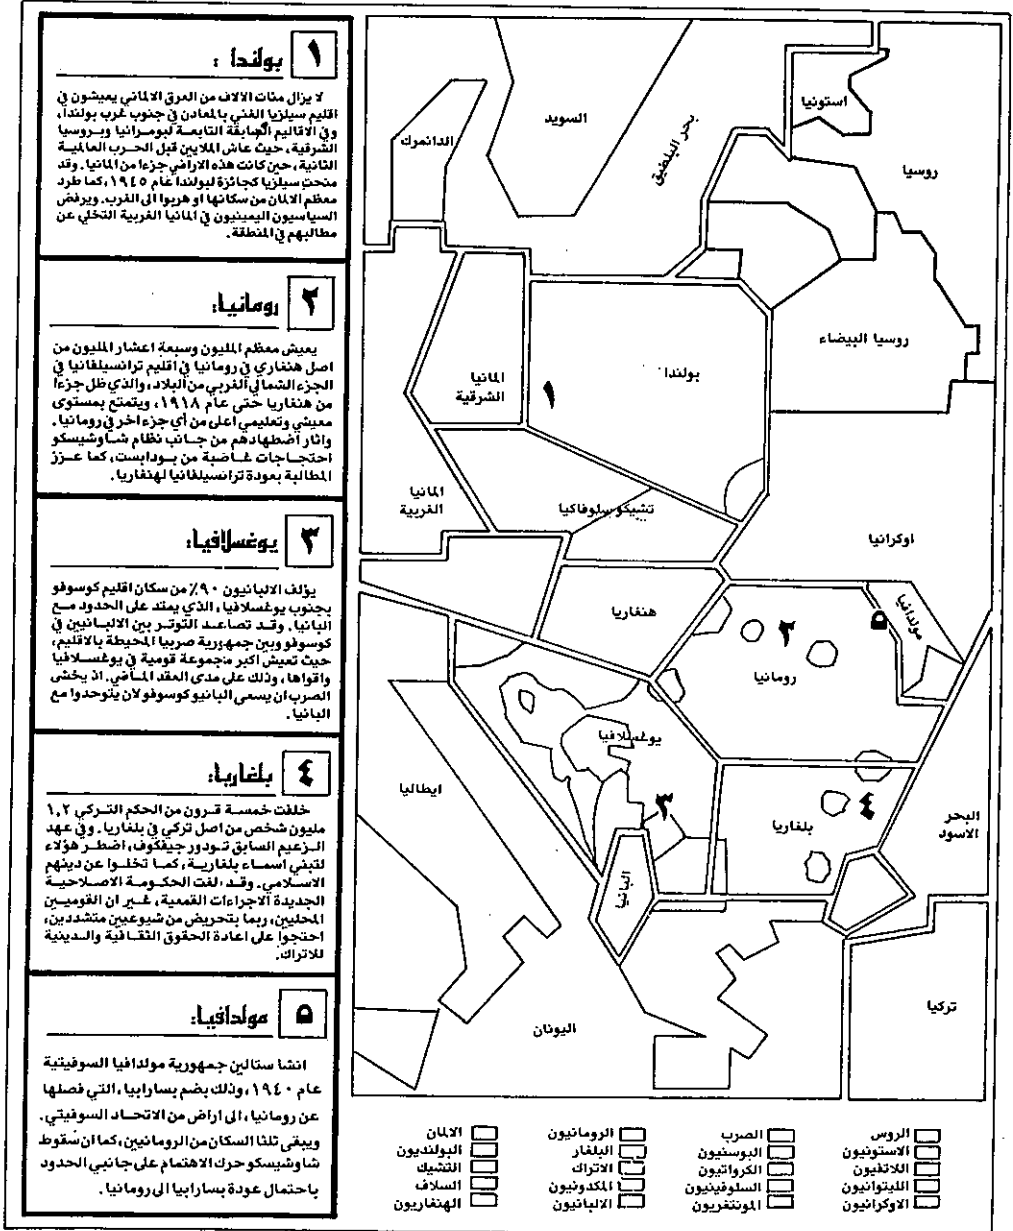 ١ بولندا :
لا يزال مئات الالاف من العرق الالماني يعيشون في
اقليم سيلزيا الغني بالمعادن في جنوب غرب بولندا،
وفي الاقاليم السابقة التابعة لبومرانيا وبروسيا
الشرقية، حيث عاش الملايين قبل الحرب العالمية
الثانية، حين كانت هذه الاراضي جزءا من المانيا. وقد
منحت سيلزيا كجائزة لبولندا عام ١٩٤٥، كما طرد
معظم الالمان من سكانها او هربوا الى الغرب. ويرفض
السياسيون اليمينيون في المانيا الغربية التخلي عن
مطالبهم في المنطقة.
٢ رومانيا:
يعيش معظم المليون وسبعة اعشار المليون من
اصل هنغاري في رومانيا في اقليم ترانسيلفانيا في
الجزء الشمالي الغربي من البلاد، والذي ظل جزءا
من هنغاريا حتى عام ١٩١٨، ويتمتع بمستوى
معيشي وتعليمي اعلى من أي جزء اخر في رومانيا.
واثار اضطهادهم من جانب نظام شاوشيسكو
احتجاجات غاضبة من بودابست، كما عزز
المطالبة بعودة ترانسيلفانيا لهنغاريا.
٣ يوغسلافيا:
يؤلف الالبانيون ٩٠٪ من سكان اقليم كوسوفو
بجنوب يوغسلافيا، الذي يمتد على الحدود مع
البانيا. وقد تصاعد التوتر بين الالبانيين في
كوسوفو وبين جمهورية صربيا المحيطة بالاقليم،
حيث تعيش اكبر مجموعة قومية في يوغسلافيا
واقواها، وذلك على مدى العقد الماضي. اذ يخشى
الصرب ان يسعى البانيو كوسوفو لان يتوحدوا مع
البانيا.
٤ بلغاريا:
خلفت خمسة قرون من الحكم التركي ١,٢
مليون شخص من اصل تركي في بلغاريا. وفي عهد
الزعيم السابق تودور جيفكوف، اضطر هؤلاء
لتبني اسماء بلغارية، كما تخلوا عن دينهم
الاسلامي. وقد الغت الحكومة الاصلاحية
الجديدة الاجراءات القمعية، غير ان القوميين
المحليين، ربما بتحريض من شيوعيين متشددين،
احتجوا على اعادة الحقوق الثقافية والدينية
للاتراك.
٥ مولدافيا:
انشا ستالين جمهورية مولدافيا السوفيتية
عام ١٩٤٠، وذلك بضم بسارابيا، التي فصلها
عن رومانيا، الى اراض من الاتحاد السوفيتي.
ويبقى ثلثا السكان من الرومانيين، كما ان سقوط
شاوشيسكو حرك الاهتمام على جانبي الحدود
باحتمال عودة بسارابيا الى رومانيا.
استونيا
السويد
الدانمرك
بحر البلطيق
روسيا
روسيا البيضاء
بولندا
١
المانيا
الشرقية
المانيا
الغربية
تشيكوسلوفاكيا
اوكرانيا
هنغاريا
مولدافيا
٥
٢
رومانيا
يوغسلافيا
٣
ايطاليا
٤
بلغاريا
البحر
الاسود
البانيا
تركيا
اليونان
الروس
الاستونيون
اللاتفيون
الليتوانيون
الاوكرانيون
الصرب
البوسنيون
الكرواتيون
السلوفينيون
المونتغريون
الرومانيون
البلغار
الاتراك
المكدونيون
الالبانيون
الالمان
البولنديون
التشيك
السلاف
الهنغاريون